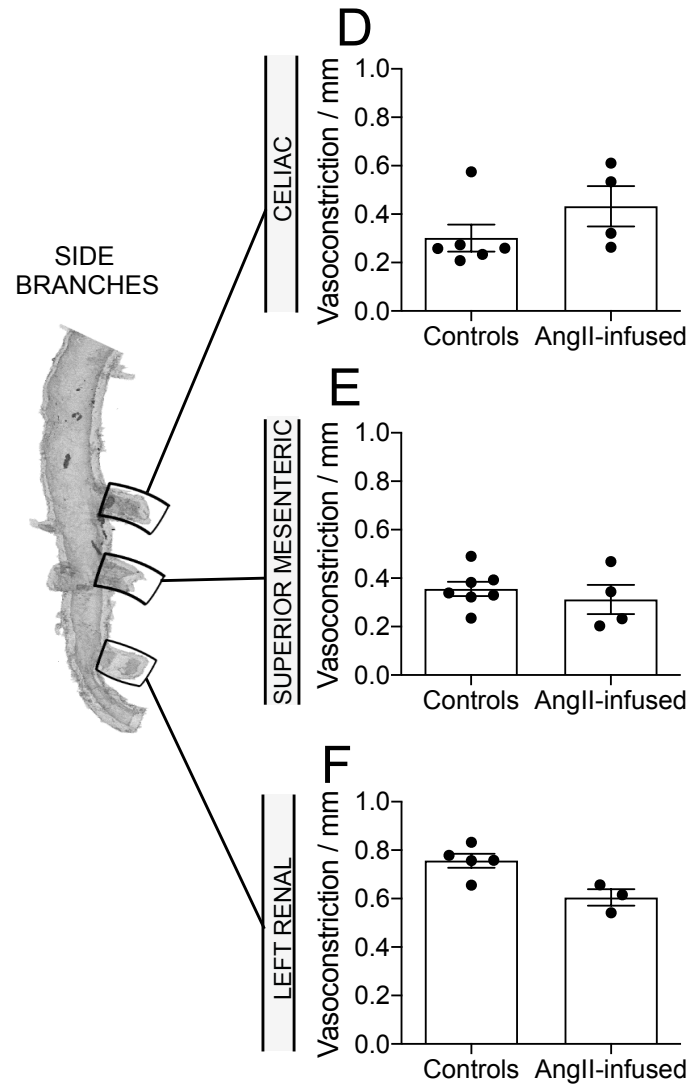 SIDE
BRANCHES
D
CELIAC
Vasoconstriction / mm
1.0
0.8
0.6
0.4
0.2
0.0
Controls AngII-infused
E
SUPERIOR MESENTERIC
Vasoconstriction / mm
1.0
0.8
0.6
0.4
0.2
0.0
Controls AngII-infused
F
LEFT RENAL
Vasoconstriction / mm
1.0
0.8
0.6
0.4
0.2
0.0
Controls AngII-infused